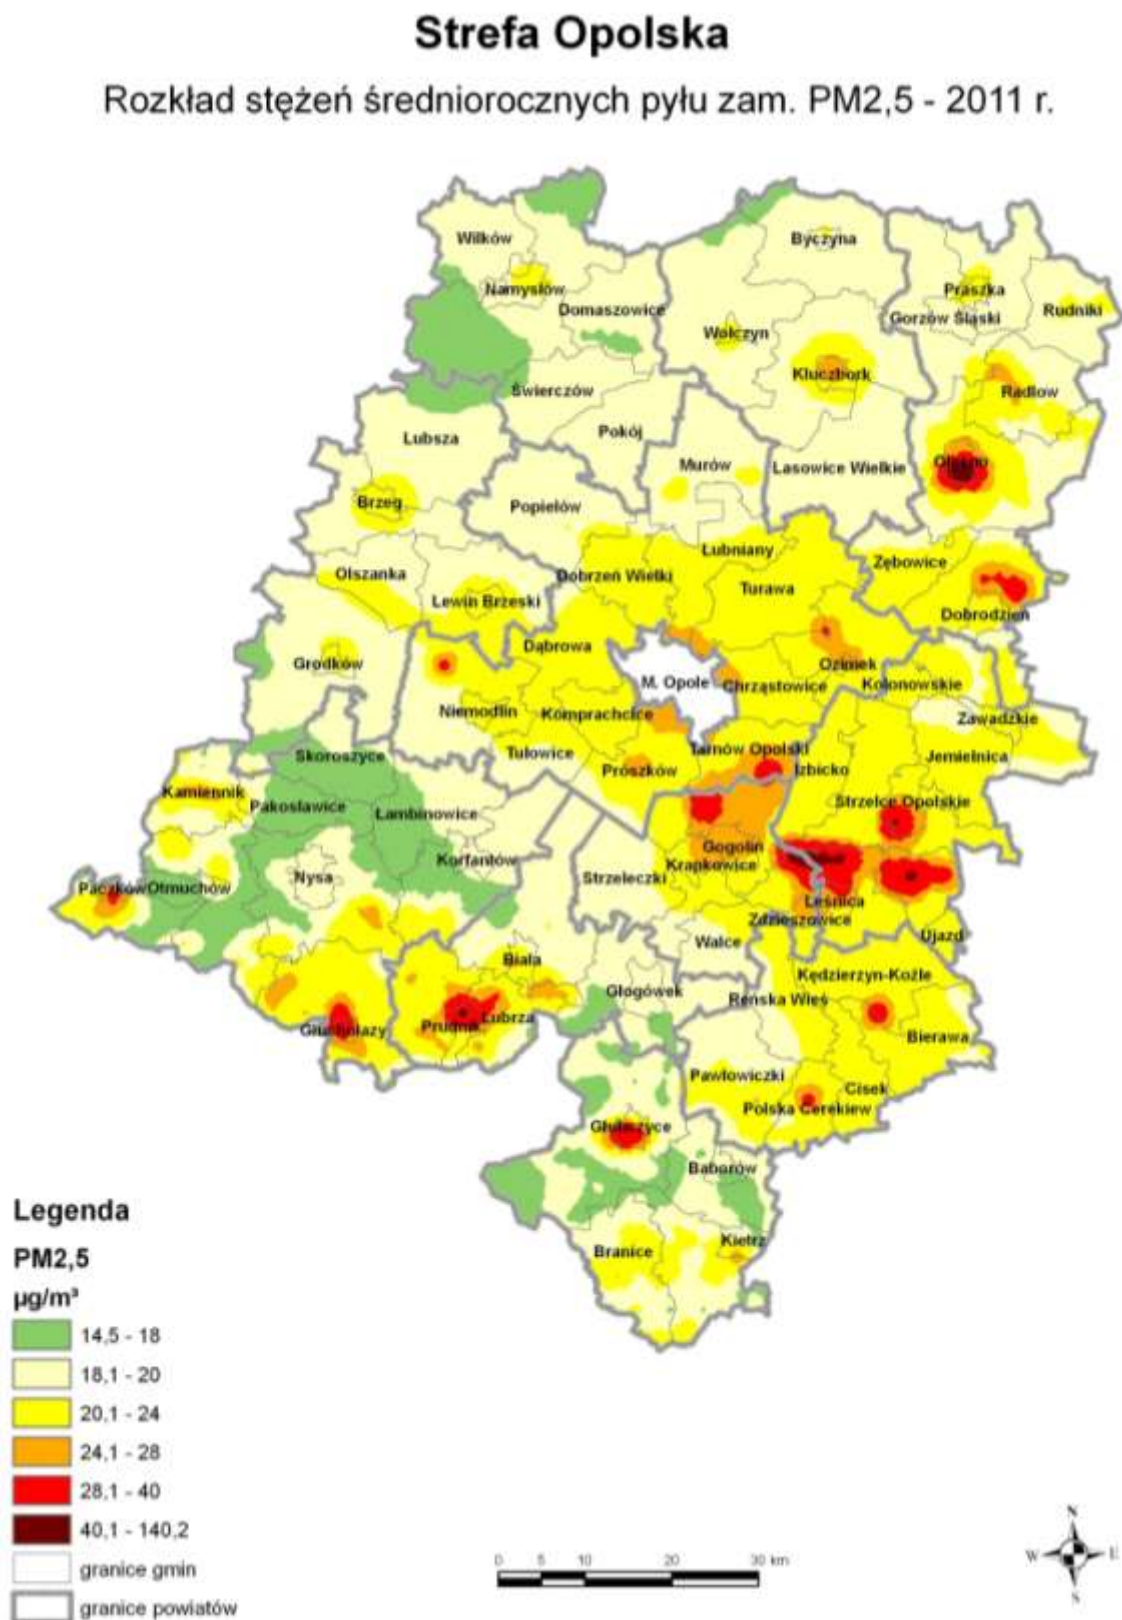 Strefa Opolska
Rozkład stężeń średniorocznych pyłu zam. PM2,5 - 2011 r.
Wilków
Byczyna
Namysłów
Praszka
Domaszowice
Rudniki
Gorzów Śląski
Wołczyn
Kluczbork
Świerczów
Radłow
Pokój
Lubsza
Murów
Lasowice Wielkie
Olesno
Brzeg
Popielów
Lubniany
Zębowice
Olszanka
Dobrzeń Wielki
Turawa
Lewin Brzeski
Dobrodzień
Dąbrowa
Grodków
Ozimek
M. Opole
Chrząstowice
Kolonowskie
Niemodlin
Komprachcice
Zawadzkie
Tułowice
Tarnów Opolski
Skoroszyce
Jemielnica
Prószków
Izbicko
Kamiennik
Pakosławice
Strzelce Opolskie
Łambinowice
Gogolin
Korfantów
Krapkowice
Nysa
Strzeleczki
Paczków
Otmuchów
Leśnica
Zdzieszowice
Ujazd
Walce
Biała
Kędzierzyn-Koźle
Głogówek
Reńska Wieś
Lubrza
Prudnik
Głuchołazy
Bierawa
Pawłowiczki
Cisek
Polska Cerekiew
Głubczyce
Baborów
Kietrz
Branice
Legenda
PM2,5
µg/m³
14,5 - 18
18,1 - 20
20,1 - 24
24,1 - 28
28,1 - 40
40,1 - 140,2
granice gmin
granice powiatów
0 5 10 20 30 km
N
W E
S